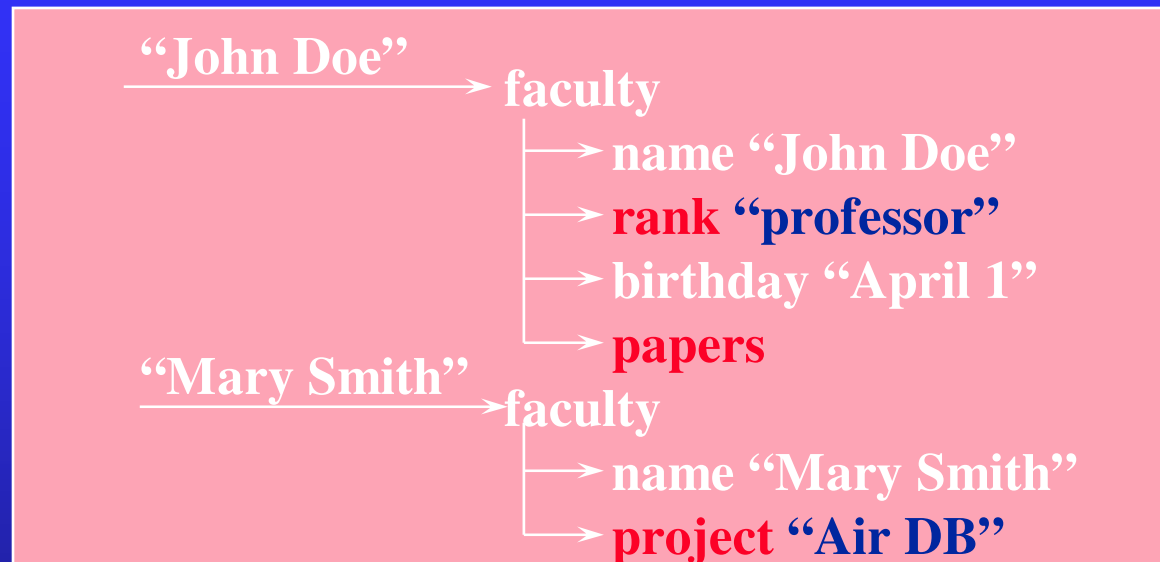 “John Doe”
faculty
name “John Doe”
rank “professor”
birthday “April 1”
papers
“Mary Smith”
faculty
name “Mary Smith”
project “Air DB”